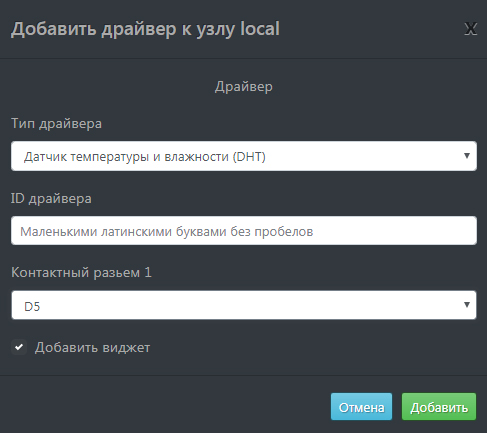 Добавить драйвер к узлу local
X
Драйвер
Тип драйвера
Датчик температуры и влажности (DHT)
ID драйвера
Маленькими латинскими буквами без пробелов
Контактный разьем 1
D5
Добавить виджет
Отмена
Добавить